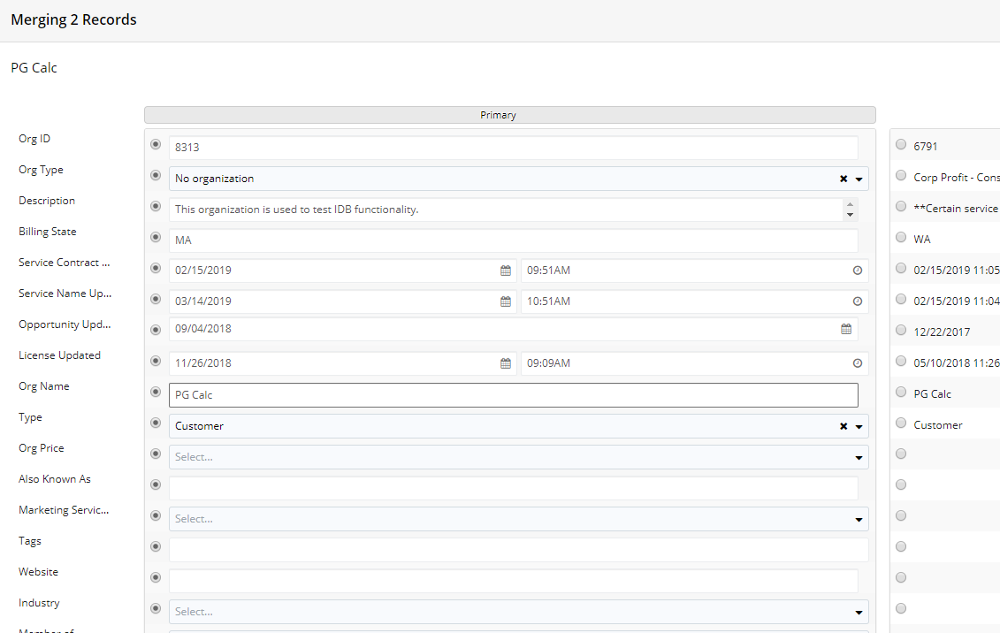 Merging 2 Records
PG Calc
Primary
Org ID 8313 6791
Org Type No organization Corp Profit - Cons
Description This organization is used to test IDB functionality. **Certain service
Billing State MA WA
Service Contract ... 02/15/2019 09:51AM 02/15/2019 11:05
Service Name Up... 03/14/2019 10:51AM 02/15/2019 11:04
Opportunity Upd... 09/04/2018 12/22/2017
License Updated 11/26/2018 09:09AM 05/10/2018 11:26
Org Name PG Calc PG Calc
Type Customer Customer
Org Price Select...
Also Known As
Marketing Servic... Select...
Tags
Website
Industry Select...
Member of